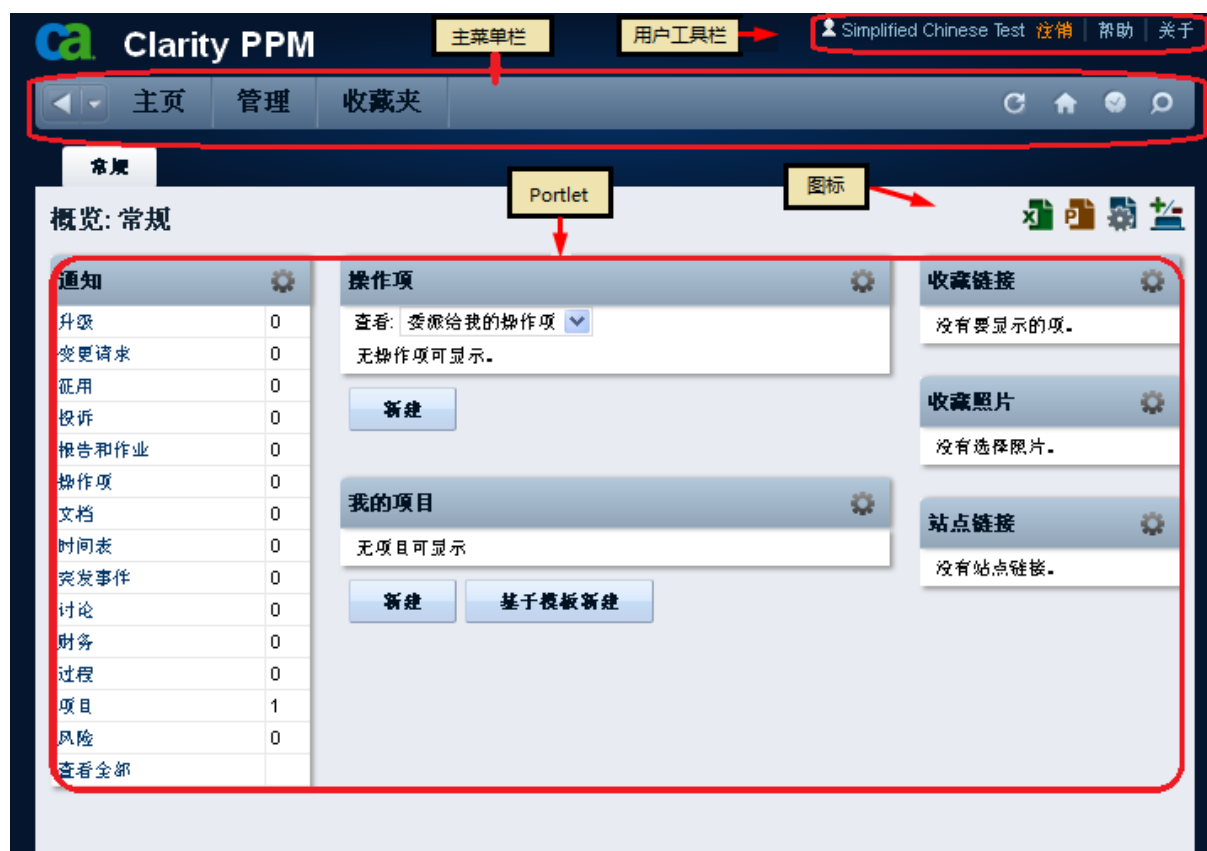 ca Clarity PPM
主菜单栏
用户工具栏
Simplified Chinese Test 注销 帮助 关于
主页 管理 收藏夹
常规
Portlet
图标
概览: 常规
通知
升级 0
变更请求 0
征用 0
投诉 0
报告和作业 0
操作项 0
文档 0
时间表 0
突发事件 0
讨论 0
财务 0
过程 0
项目 1
风险 0
查看全部
操作项
查看: 委派给我的操作项
无操作项可显示。
新建
我的项目
无项目可显示
新建 基于模板新建
收藏链接
没有要显示的项。
收藏照片
没有选择照片。
站点链接
没有站点链接。